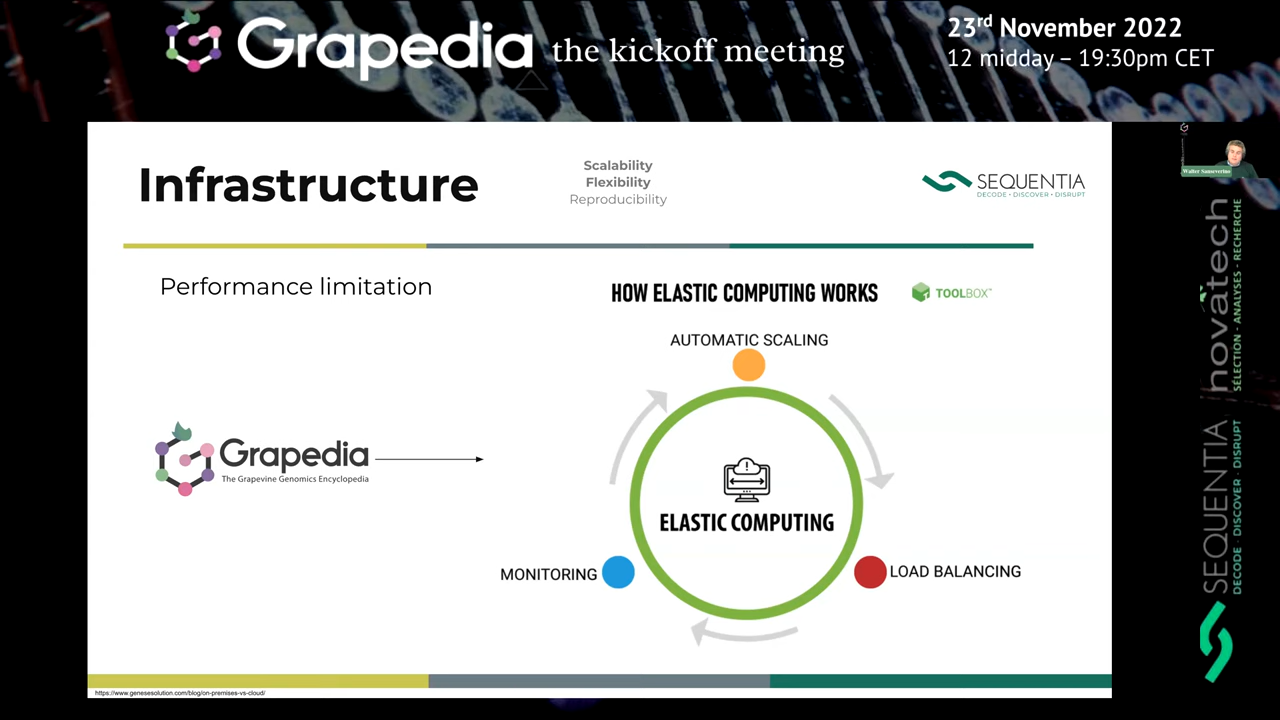 Grapedia the kickoff meeting
23rd November 2022
12 midday – 19:30pm CET
Infrastructure
Scalability
Flexibility
Reproducibility
SEQUENTIA
DECODE • DISCOVER • DISRUPT
Performance limitation
HOW ELASTIC COMPUTING WORKS
TOOLBOX™
AUTOMATIC SCALING
Grapedia
The Grapevine Genomics Encyclopedia
ELASTIC COMPUTING
MONITORING
LOAD BALANCING
https://www.genesesolution.com/blog/on-premises-vs-cloud/
Walter Sanseverino
novatech
SÉLECTION - ANALYSES - RECHERCHE
SEQUENTIA
DECODE · DISCOVER · DISRUPT